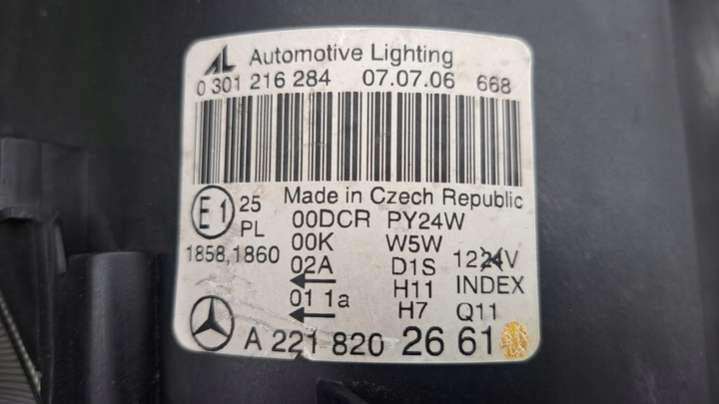 AL Automotive Lighting
0 301 216 284 07.07.06 668
Made in Czech Republic
E1 25 00DCR PY24W
PL 00K W5W
1858,1860 02A D1S 1224V
← H11 INDEX
01 1a H7 Q11
←
A 221 820 26 61